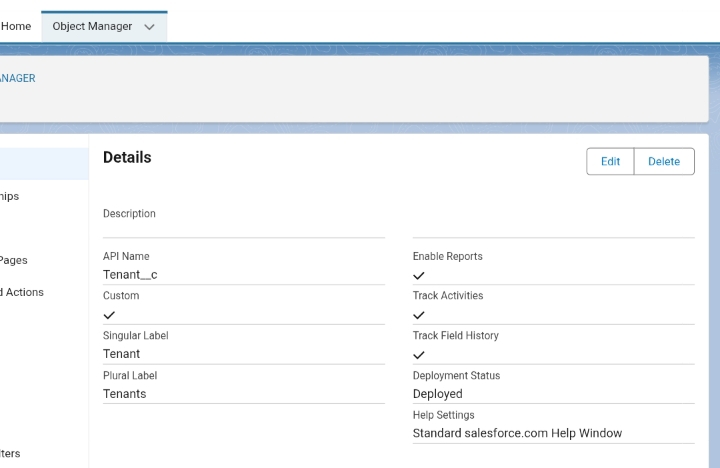 Home
Object Manager
ANAGER
Details
Edit
Delete
hips
Description
Pages
API Name
Enable Reports
Tenant__c
d Actions
Custom
Track Activities
Singular Label
Track Field History
Tenant
Plural Label
Deployment Status
Tenants
Deployed
Help Settings
Standard salesforce.com Help Window
lters